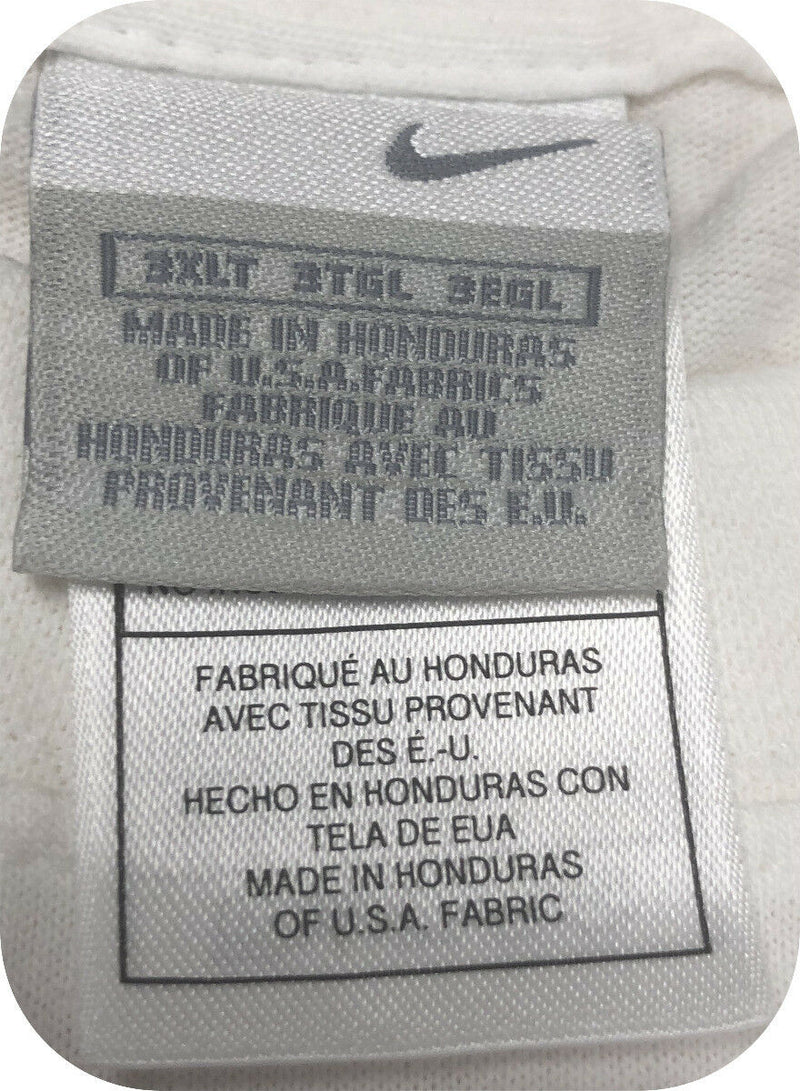 3XLT 3TGL 3EGL
MADE IN HONDURAS
OF U.S.A.FABRICS
FABRIQUE AU
HONDURAS AVEC TISSU
PROVENANT DES E.U.
FABRIQUÉ AU HONDURAS
AVEC TISSU PROVENANT
DES É.-U.
HECHO EN HONDURAS CON
TELA DE EUA
MADE IN HONDURAS
OF U.S.A. FABRIC